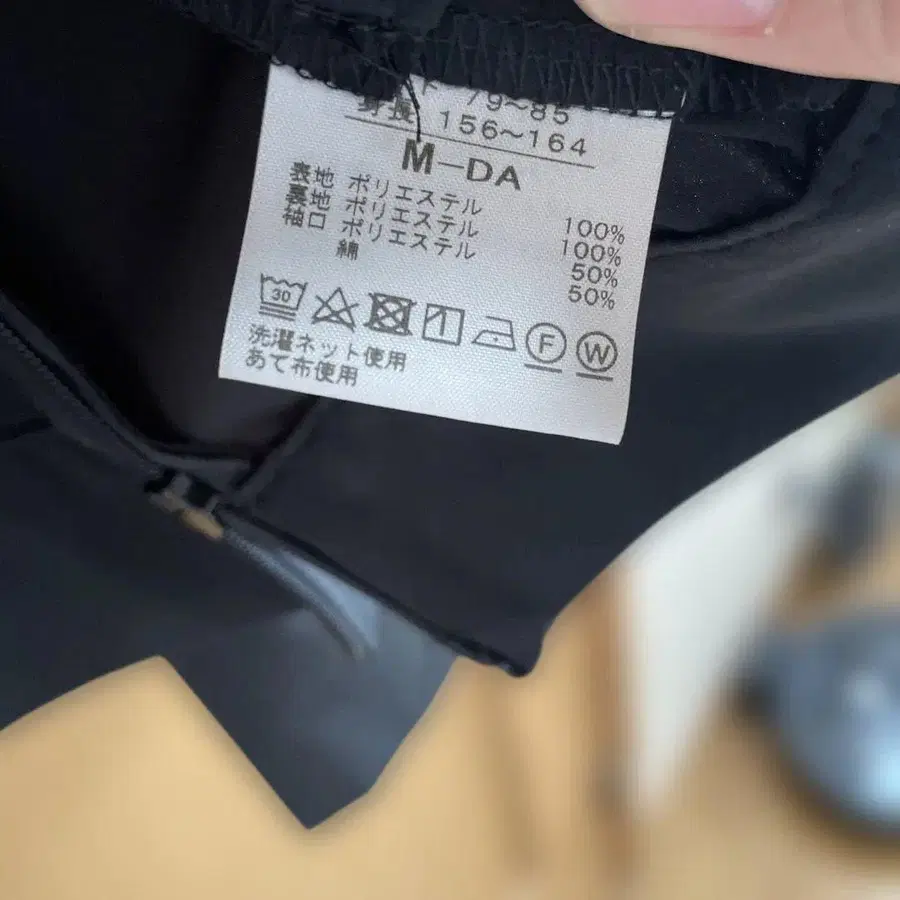 79~85
身長 156~164
M-DA
表地 ポリエステル 100%
裏地 ポリエステル 100%
袖口 ポリエステル 50%
綿 50%
30
F
W
洗濯ネット使用
あて布使用